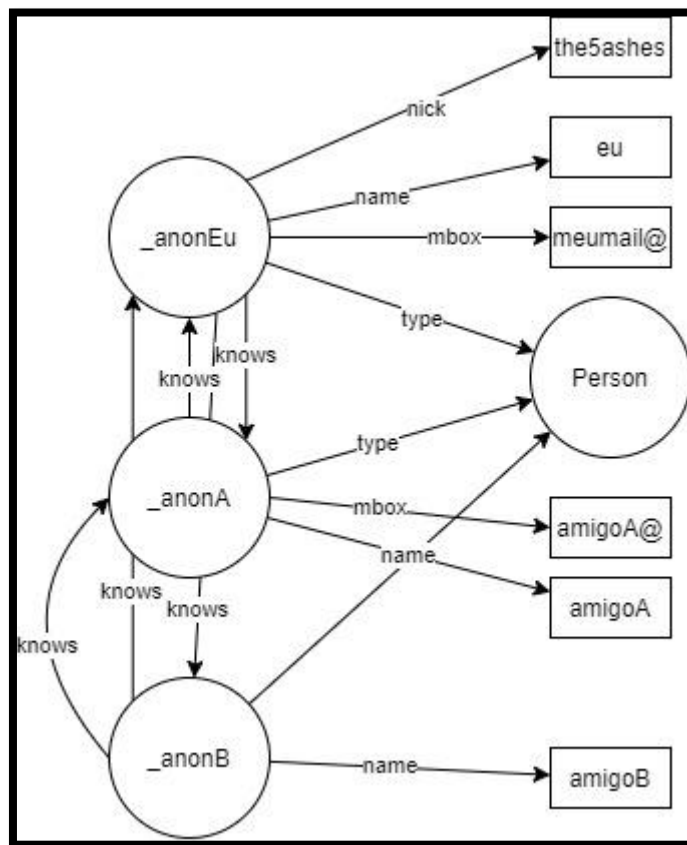 the5ashes
nick
eu
name
_anonEu
mbox
meumail@
type
knows
knows
Person
type
_anonA
mbox
amigoA@
name
amigoA
knows
knows
knows
_anonB
name
amigoB